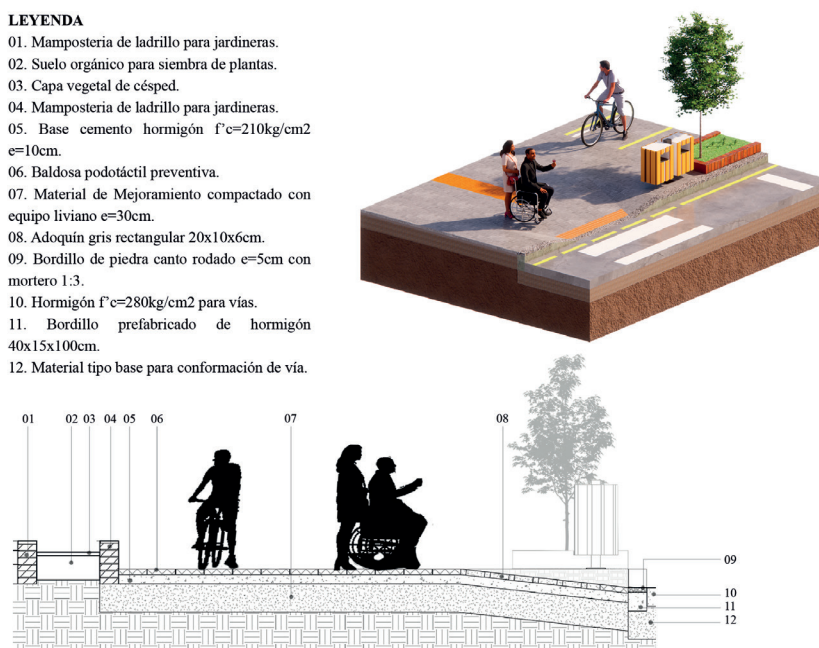 LEYENDA
01. Mamposteria de ladrillo para jardineras.
02. Suelo orgánico para siembra de plantas.
03. Capa vegetal de césped.
04. Mamposteria de ladrillo para jardineras.
05. Base cemento hormigón f’c=210kg/cm2
e=10cm.
06. Baldosa podotáctil preventiva.
07. Material de Mejoramiento compactado con
equipo liviano e=30cm.
08. Adoquín gris rectangular 20x10x6cm.
09. Bordillo de piedra canto rodado e=5cm con
mortero 1:3.
10. Hormigón f’c=280kg/cm2 para vías.
11. Bordillo prefabricado de hormigón
40x15x100cm.
12. Material tipo base para conformación de vía.
01 02 03 04 05 06 07 08
09
10
11
12